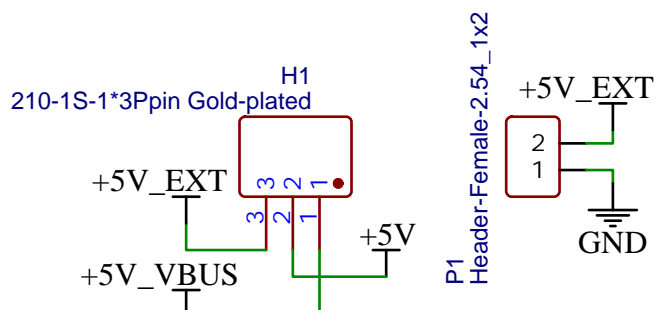 H1
210-1S-1*3Ppin Gold-plated
+5V_EXT
3
2
1
3
2
1
+5V
+5V_VBUS
P1
Header-Female-2.54_1x2
+5V_EXT
2
1
GND